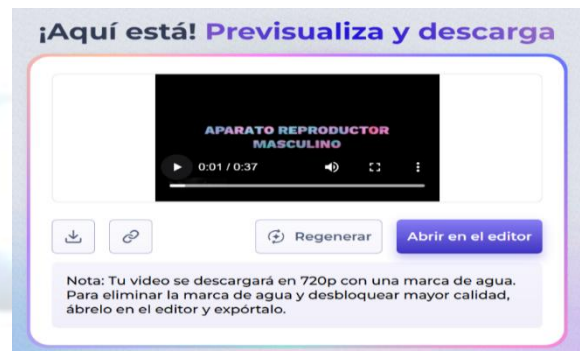 ¡Aquí está! Previsualiza y descarga
APARATO REPRODUCTOR
MASCULINO
0:01 / 0:37
Regenerar
Abrir en el editor
Nota: Tu video se descargará en 720p con una marca de agua.
Para eliminar la marca de agua y desbloquear mayor calidad,
ábrelo en el editor y expórtalo.